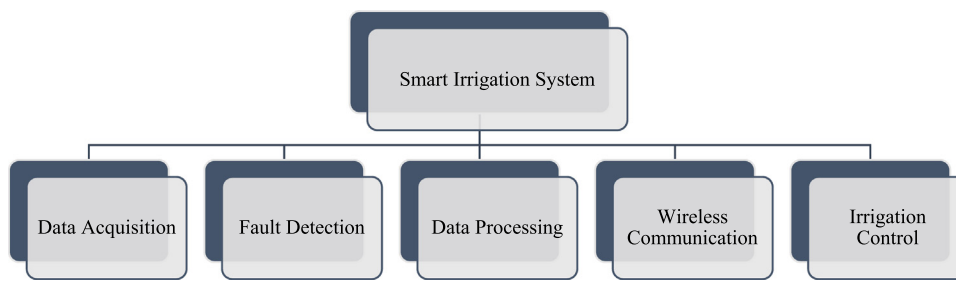 Smart Irrigation System
Data Acquisition
Fault Detection
Data Processing
Wireless
Communication
Irrigation
Control